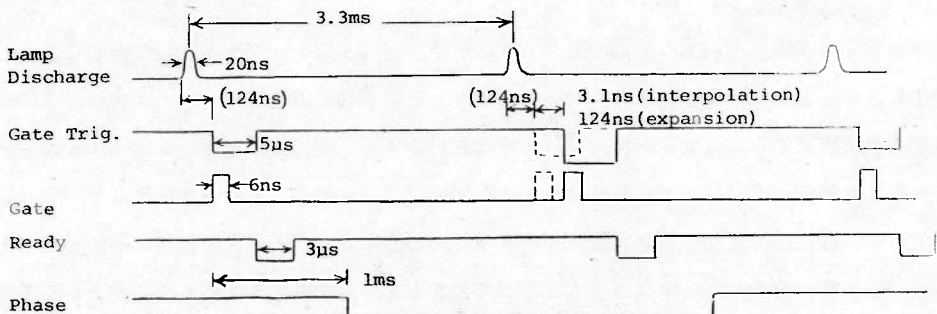 3.3ms
Lamp
Discharge
20ns
(124ns)
(124ns)
3.1ns(interpolation)
124ns(expansion)
Gate Trig.
5μs
6ns
Gate
Ready
3μs
1ms
Phase